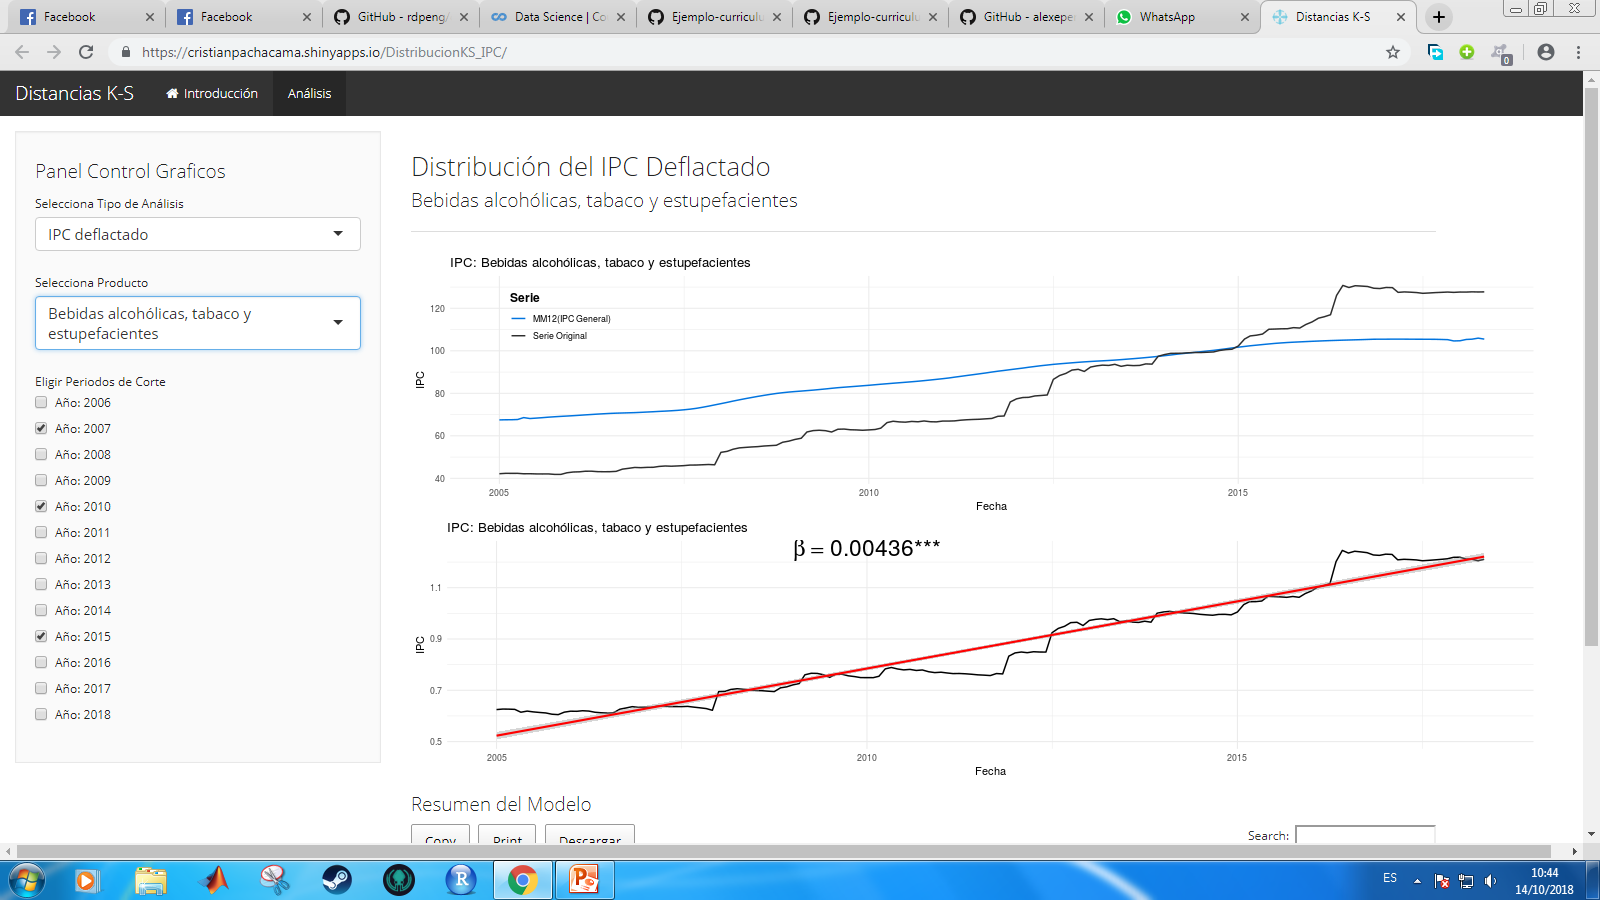 Facebook
Facebook
GitHub - rdpeng/
Data Science | Co
Ejemplo-curriculu
Ejemplo-curriculu
GitHub - alexepe
WhatsApp
Distancias K-S
https://cristianpachacama.shinyapps.io/DistribucionKS_IPC/
0
Distancias K-S
Introducción
Análisis
Panel Control Graficos
Selecciona Tipo de Análisis
IPC deflactado
Selecciona Producto
Bebidas alcohólicas, tabaco y
estupefacientes
Eligir Periodos de Corte
Año: 2006
Año: 2007
Año: 2008
Año: 2009
Año: 2010
Año: 2011
Año: 2012
Año: 2013
Año: 2014
Año: 2015
Año: 2016
Año: 2017
Año: 2018
Distribución del IPC Deflactado
Bebidas alcohólicas, tabaco y estupefacientes
IPC: Bebidas alcohólicas, tabaco y estupefacientes
Serie
MM12(IPC General)
Serie Original
120
100
80
60
40
IPC
2005
2010
2015
Fecha
IPC: Bebidas alcohólicas, tabaco y estupefacientes
β = 0.00436***
1.1
0.9
0.7
0.5
IPC
2005
2010
2015
Fecha
Resumen del Modelo
Copy
Print
Descargar
Search:
ES
10:44
14/10/2018